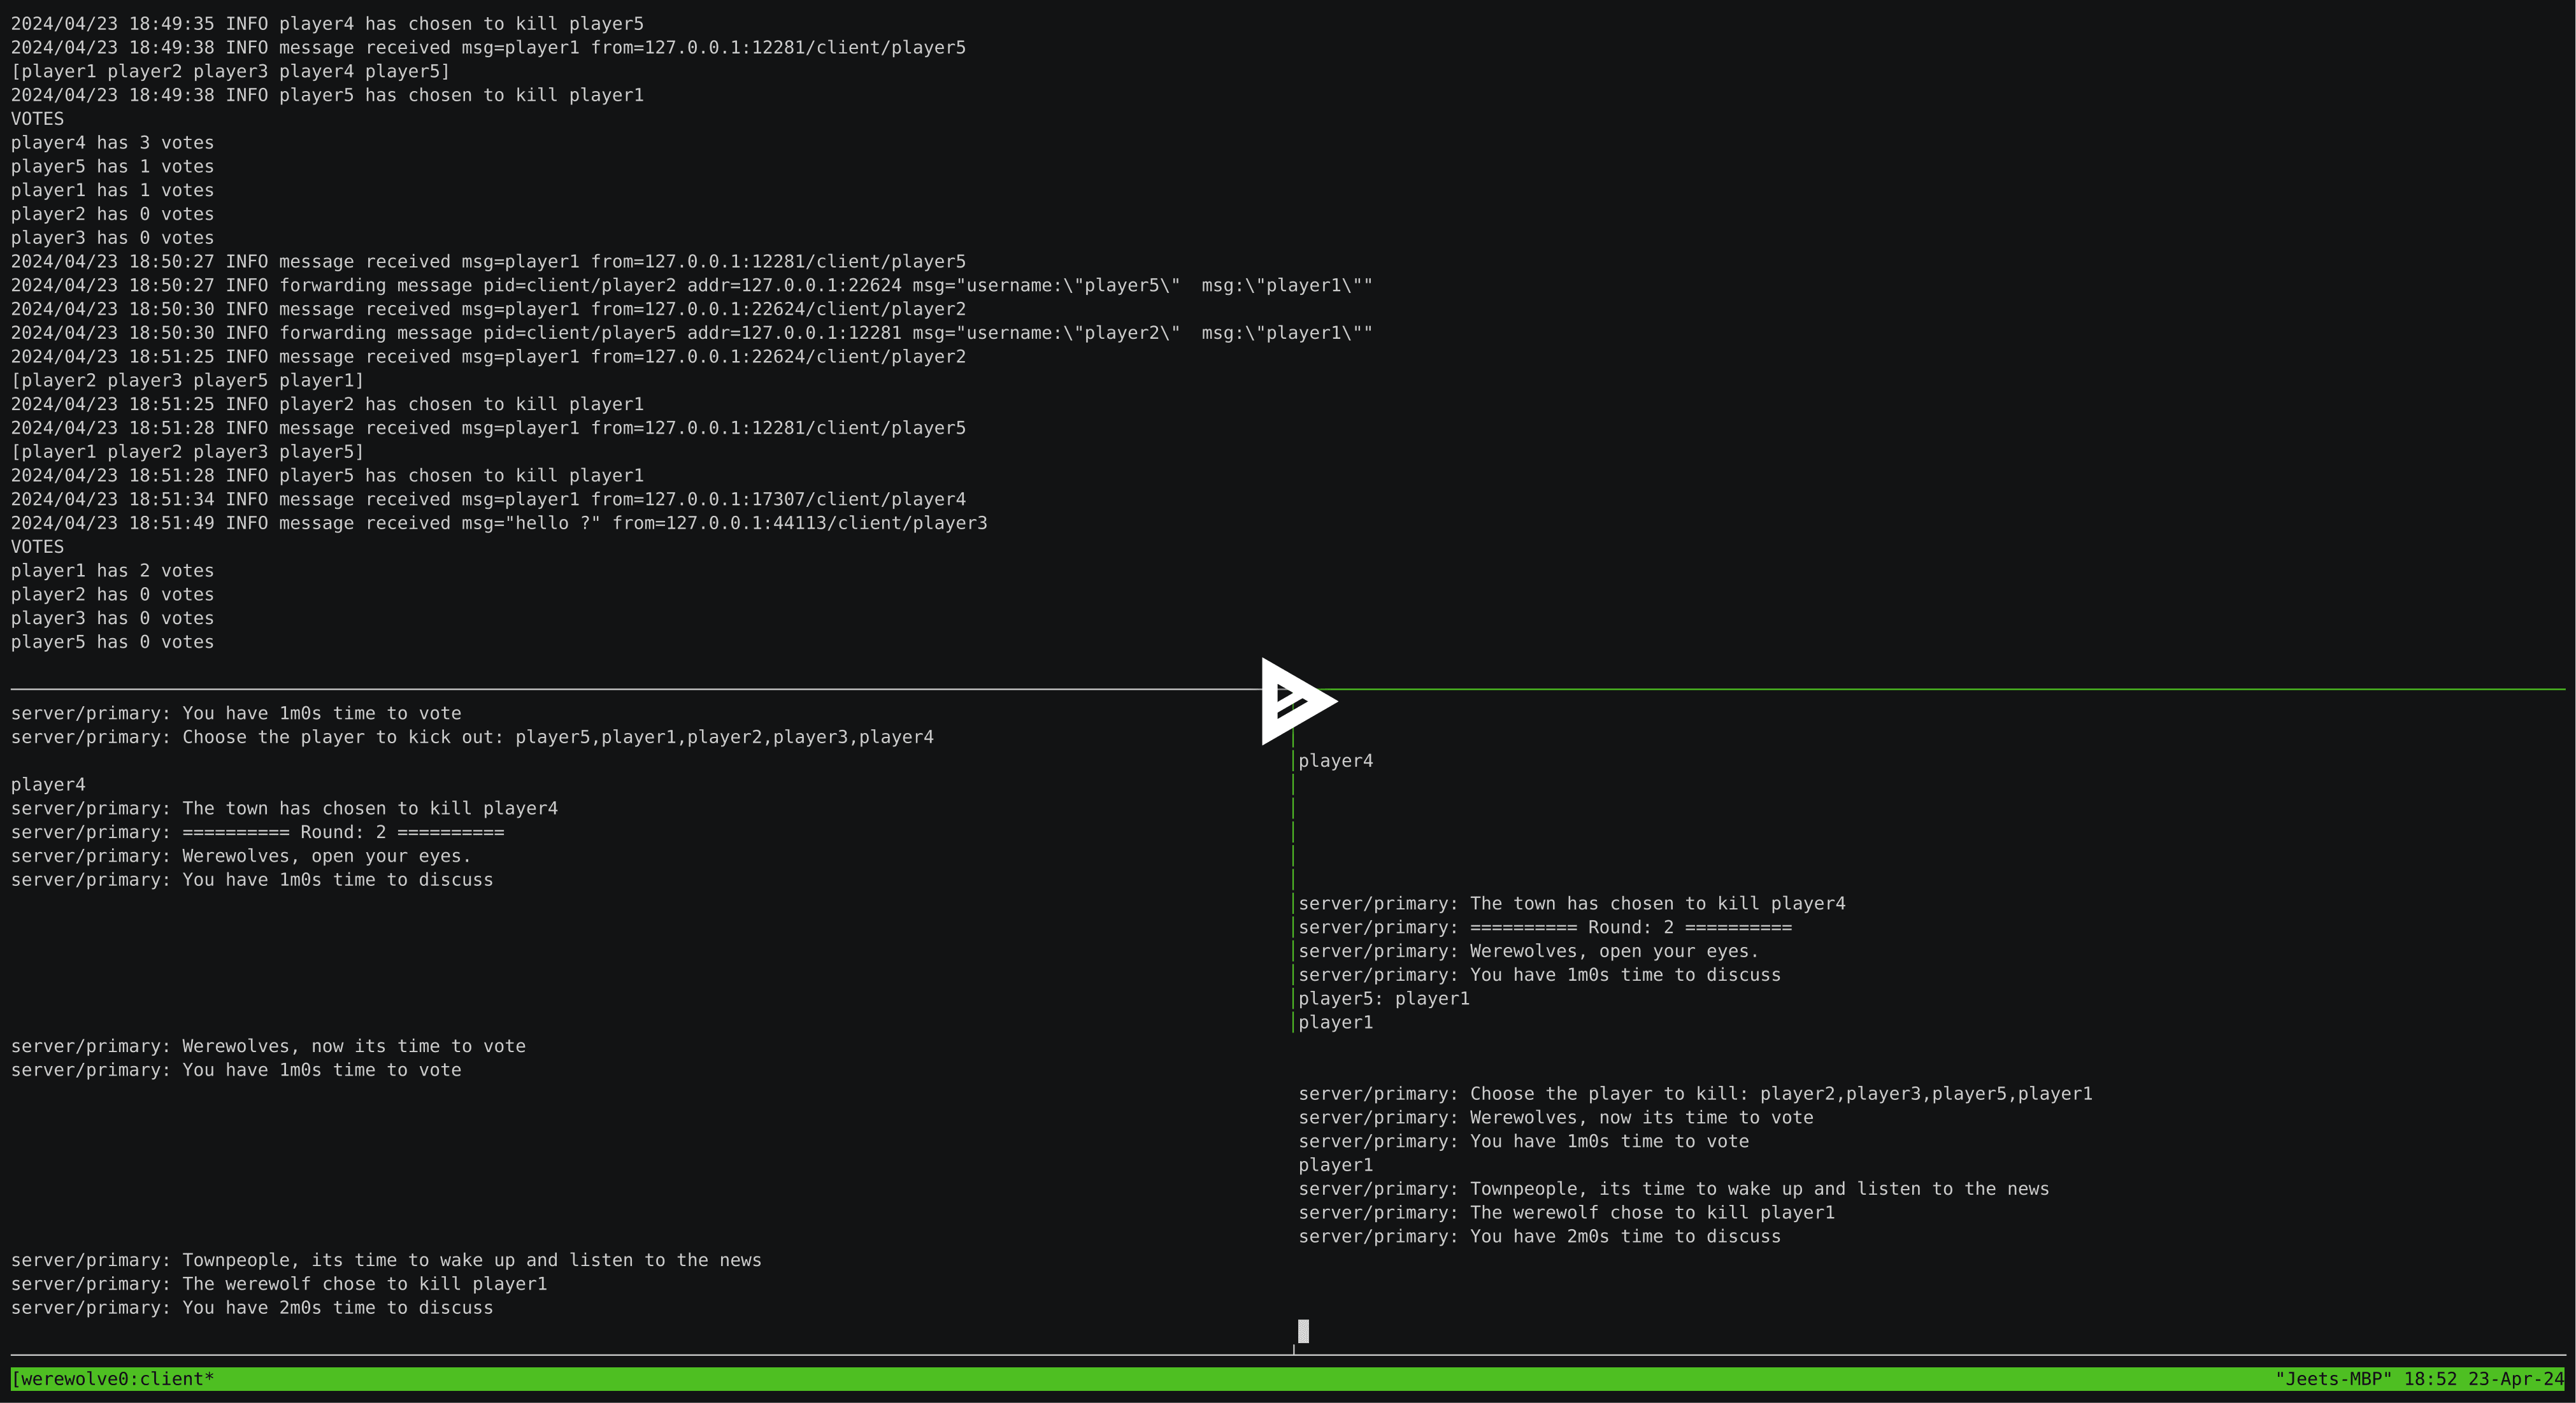 2024/04/23 18:49:35 INFO player4 has chosen to kill player5
2024/04/23 18:49:38 INFO message received msg=player1 from=127.0.0.1:12281/client/player5
[player1 player2 player3 player4 player5]
2024/04/23 18:49:38 INFO player5 has chosen to kill player1
VOTES
player4 has 3 votes
player5 has 1 votes
player1 has 1 votes
player2 has 0 votes
player3 has 0 votes
2024/04/23 18:50:27 INFO message received msg=player1 from=127.0.0.1:12281/client/player5
2024/04/23 18:50:27 INFO forwarding message pid=client/player2 addr=127.0.0.1:22624 msg="username:\"player5\"  msg:\"player1\""
2024/04/23 18:50:30 INFO message received msg=player1 from=127.0.0.1:22624/client/player2
2024/04/23 18:50:30 INFO forwarding message pid=client/player5 addr=127.0.0.1:12281 msg="username:\"player2\"  msg:\"player1\""
2024/04/23 18:51:25 INFO message received msg=player1 from=127.0.0.1:22624/client/player2
[player2 player3 player5 player1]
2024/04/23 18:51:25 INFO player2 has chosen to kill player1
2024/04/23 18:51:28 INFO message received msg=player1 from=127.0.0.1:12281/client/player5
[player1 player2 player3 player5]
2024/04/23 18:51:28 INFO player5 has chosen to kill player1
2024/04/23 18:51:34 INFO message received msg=player1 from=127.0.0.1:17307/client/player4
2024/04/23 18:51:49 INFO message received msg="hello ?" from=127.0.0.1:44113/client/player3
VOTES
player1 has 2 votes
player2 has 0 votes
player3 has 0 votes
player5 has 0 votes
server/primary: You have 1m0s time to vote
server/primary: Choose the player to kick out: player5,player1,player2,player3,player4
player4
server/primary: The town has chosen to kill player4
server/primary: ========== Round: 2 ==========
server/primary: Werewolves, open your eyes.
server/primary: You have 1m0s time to discuss
server/primary: Werewolves, now its time to vote
server/primary: You have 1m0s time to vote
server/primary: Townpeople, its time to wake up and listen to the news
server/primary: The werewolf chose to kill player1
server/primary: You have 2m0s time to discuss
player4
server/primary: The town has chosen to kill player4
server/primary: ========== Round: 2 ==========
server/primary: Werewolves, open your eyes.
server/primary: You have 1m0s time to discuss
player5: player1
player1
server/primary: Choose the player to kill: player2,player3,player5,player1
server/primary: Werewolves, now its time to vote
server/primary: You have 1m0s time to vote
player1
server/primary: Townpeople, its time to wake up and listen to the news
server/primary: The werewolf chose to kill player1
server/primary: You have 2m0s time to discuss
[werewolve0:client* "Jeets-MBP" 18:52 23-Apr-24